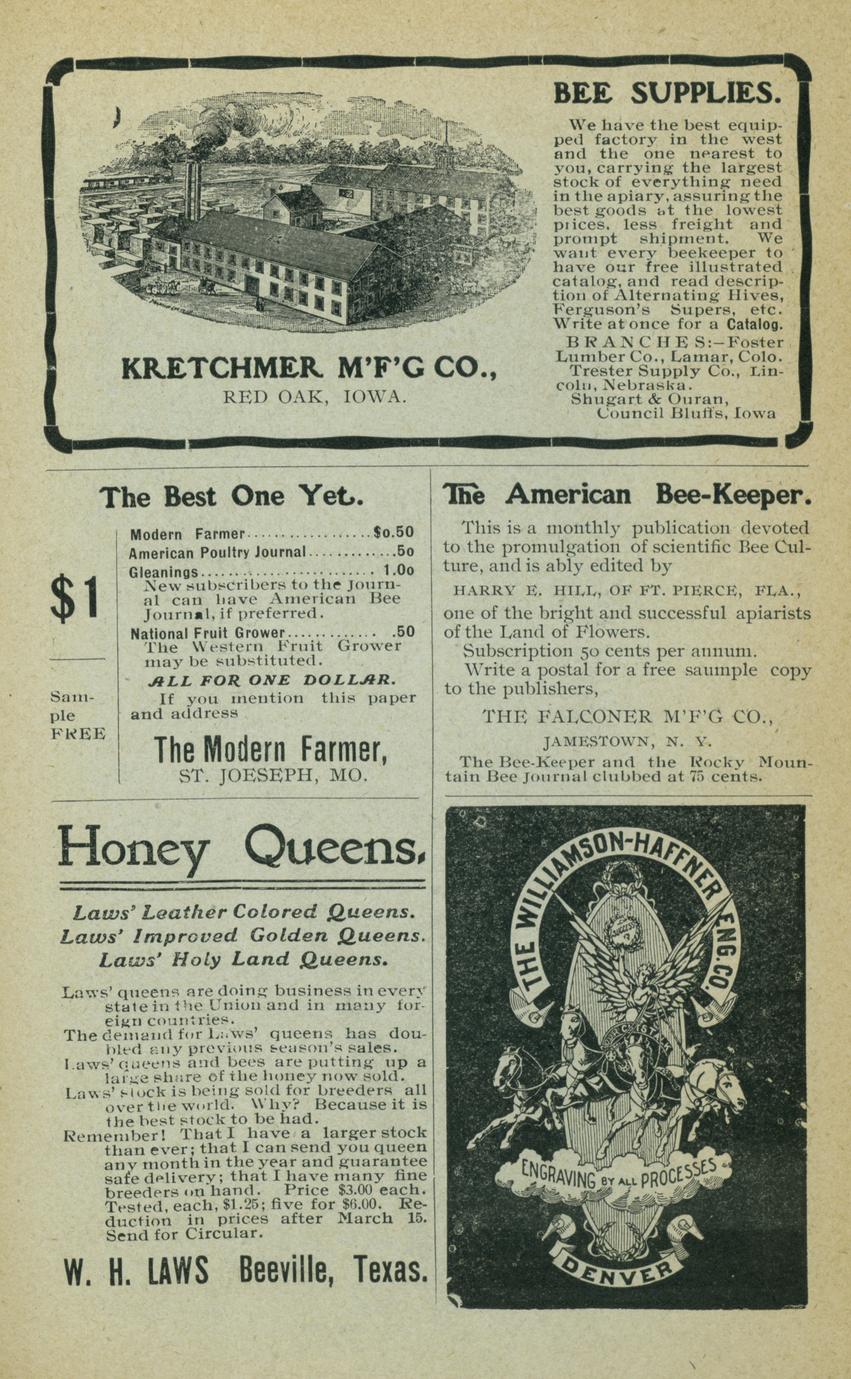 BEE SUPPLIES.
We have the best equip-
ped factory in the west
and the one nearest to
you, carrying the largest
stock of everything need
in the apiary, assuring the
best goods at the lowest
prices, less freight and
prompt shipment. We
want every beekeeper to
have our free illustrated
catalog, and read descrip-
tion of Alternating Hives,
Ferguson's Supers, etc.
Write at once for a Catalog.
BRANCHES:—Foster
Lumber Co., Lamar, Colo.
Trester Supply Co., Lin-
coln, Nebraska.
Shugart & Ouran,
Council Bluffs, Iowa
KRETCHMER M'F'G CO.,
RED OAK, IOWA.
The Best One Yet.
$1
Sam-
ple
FREE
Modern Farmer..................$0.50
American Poultry Journal.............50
Gleanings........................ 1.00
New subscribers to the Journ-
al can have American Bee
Journal, if preferred.
National Fruit Grower............. .50
The Western Fruit Grower
may be substituted.
ALL FOR ONE DOLLAR.
If you mention this paper
and address
The Modern Farmer,
ST. JOESEPH, MO.
The American Bee-Keeper.
This is a monthly publication devoted
to the promulgation of scientific Bee Cul-
ture, and is ably edited by
HARRY E. HILL, OF FT. PIERCE, FLA.,
one of the bright and successful apiarists
of the Land of Flowers.
Subscription 50 cents per annum.
Write a postal for a free saumple copy
to the publishers,
THE FALCONER M'F'G CO.,
JAMESTOWN, N. Y.
The Bee-Keeper and the Rocky Moun-
tain Bee Journal clubbed at 75 cents.
Honey Queens.
Laws' Leather Colored Queens.
Laws' Improved Golden Queens.
Laws' Holy Land Queens.
Laws' queens are doing business in every
state in the Union and in many for-
eign countries.
The demand for Laws' queens has dou-
bled any previous season's sales.
Laws' queens and bees are putting up a
large share of the honey now sold.
Laws' stock is being sold for breeders all
over the world. Why? Because it is
the best stock to be had.
Remember! That I have a larger stock
than ever; that I can send you queen
any month in the year and guarantee
safe delivery; that I have many fine
breeders on hand. Price $3.00 each.
Tested, each, $1.25; five for $6.00. Re-
duction in prices after March 15.
Send for Circular.
W. H. LAWS Beeville, Texas.
THE WILLIAMSON-HAFFNER ENG. CO.
ENGRAVING BY ALL PROCESSES
DENVER